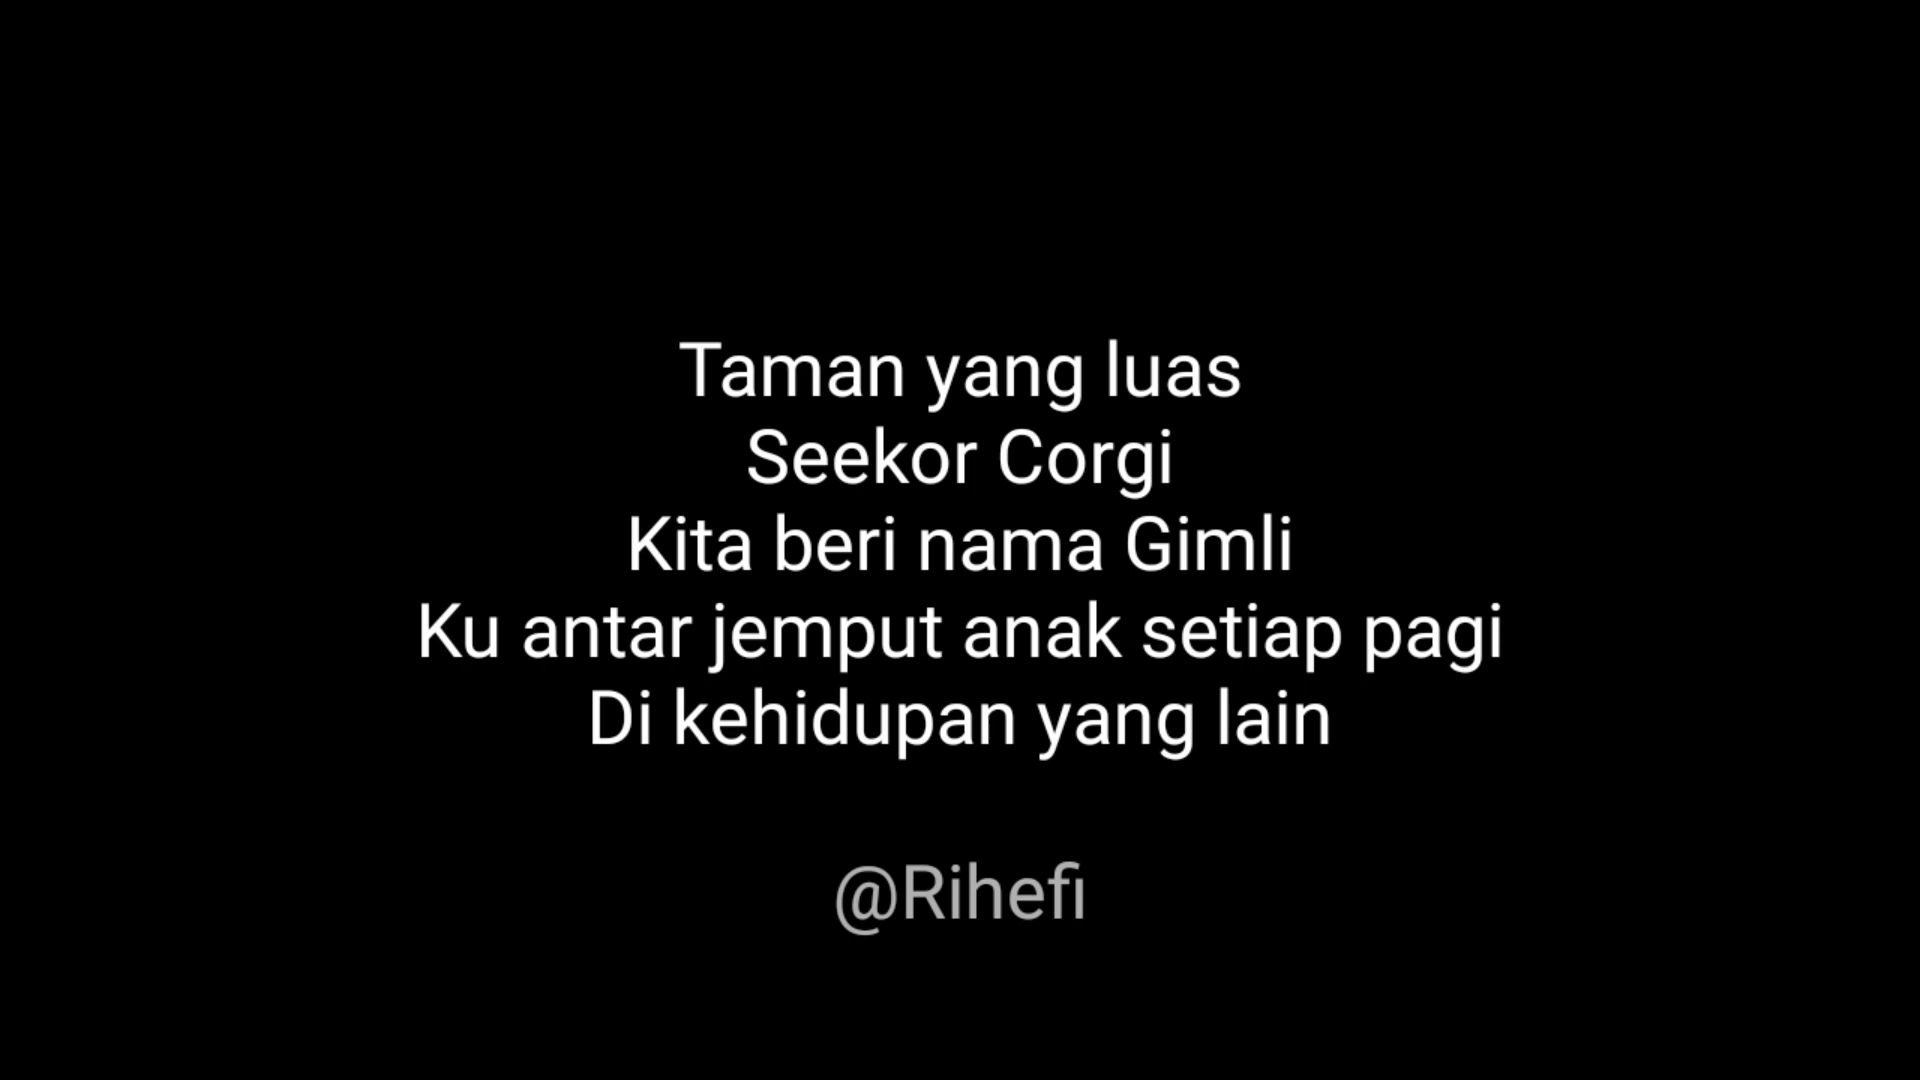 Taman yang luas
Seekor Corgi
Kita beri nama Gimli
Ku antar jemput anak setiap pagi
Di kehidupan yang lain
@Rihefi